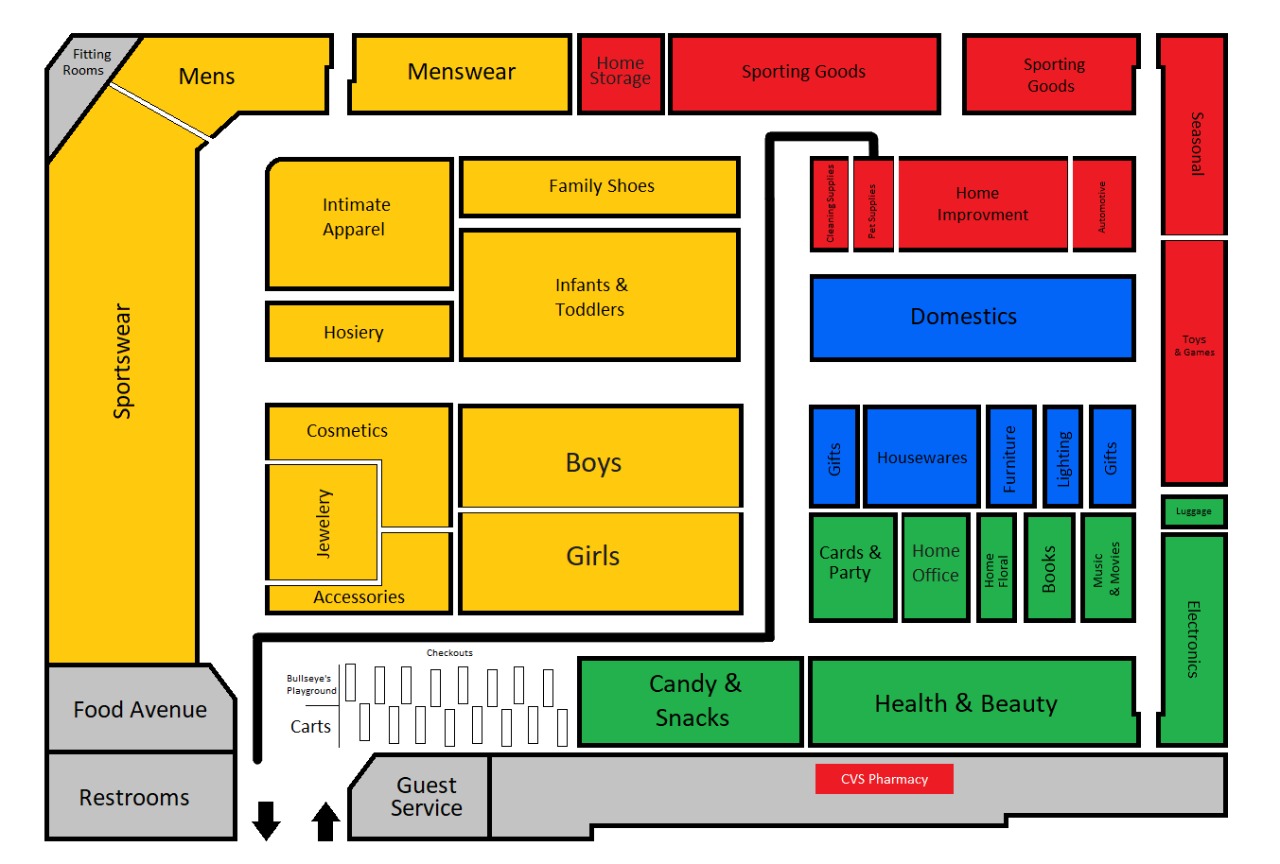 Fitting
Rooms
Mens
Menswear
Home
Storage
Sporting Goods
Sporting
Goods
Seasonal
Intimate
Apparel
Family Shoes
Cleaning Supplies
Pet Supplies
Home
Improvment
Automotive
Infants &
Toddlers
Hosiery
Domestics
Toys
& Games
Sportswear
Cosmetics
Jewelery
Accessories
Boys
Girls
Gifts
Housewares
Furniture
Lighting
Gifts
Luggage
Cards &
Party
Home
Office
Home
Floral
Books
Music
& Movies
Electronics
Checkouts
Bullseye's
Playground
Carts
Candy &
Snacks
Health & Beauty
Food Avenue
Restrooms
Guest
Service
CVS Pharmacy